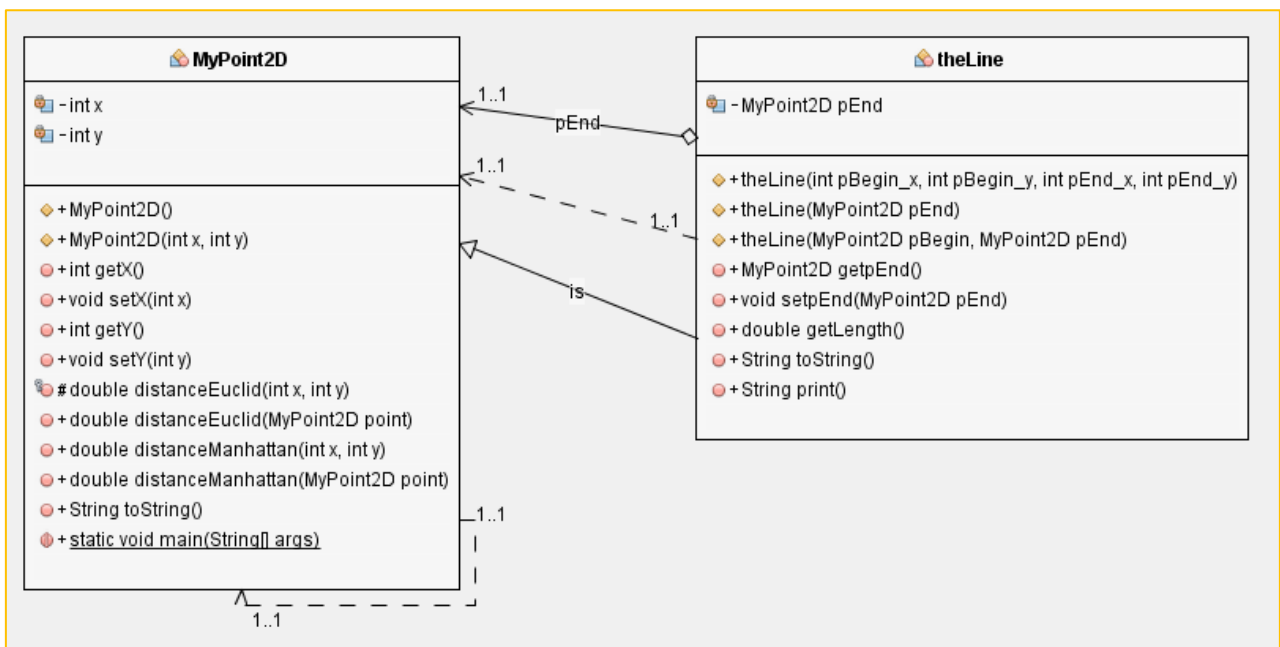 MyPoint2D
- int x
- int y
+ MyPoint2D()
+ MyPoint2D(int x, int y)
+ int getX()
+ void setX(int x)
+ int getY()
+ void setY(int y)
# double distanceEuclid(int x, int y)
+ double distanceEuclid(MyPoint2D point)
+ double distanceManhattan(int x, int y)
+ double distanceManhattan(MyPoint2D point)
+ String toString()
+ static void main(String[] args)
1..1
pEnd
1..1
1..1
is
1..1
1..1
theLine
- MyPoint2D pEnd
+ theLine(int pBegin_x, int pBegin_y, int pEnd_x, int pEnd_y)
+ theLine(MyPoint2D pEnd)
+ theLine(MyPoint2D pBegin, MyPoint2D pEnd)
+ MyPoint2D getpEnd()
+ void setpEnd(MyPoint2D pEnd)
+ double getLength()
+ String toString()
+ String print()